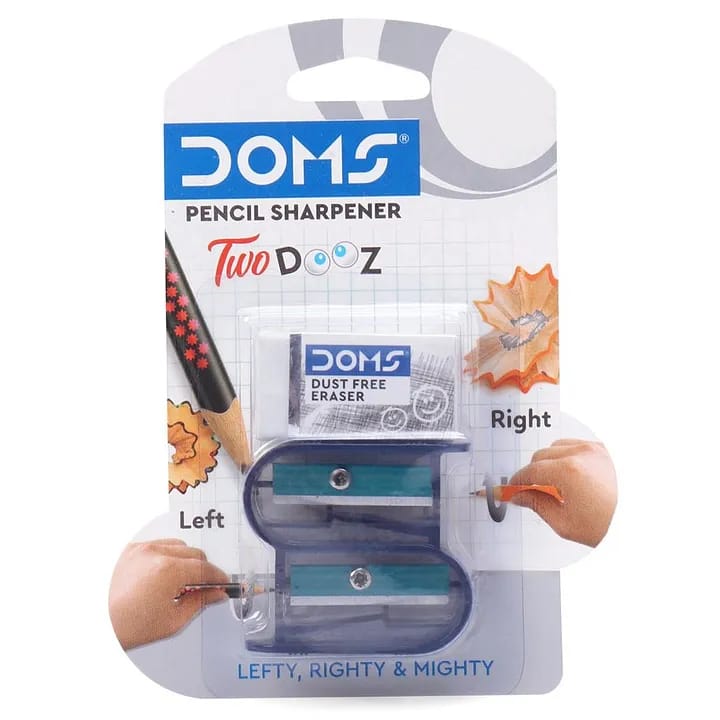 DOMS®
PENCIL SHARPENER
Two DOOZ
DOMS
DUST FREE
ERASER
Right
Left
LEFTY, RIGHTY & MIGHTY